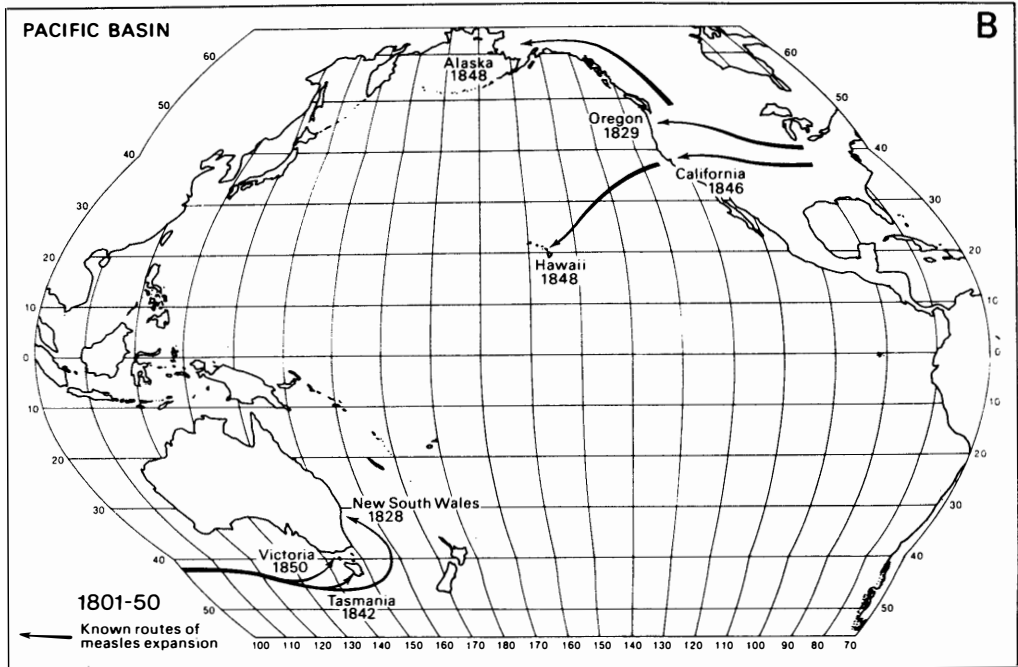 PACIFIC BASIN
B
Alaska
1848
Oregon
1829
California
1846
Hawaii
1848
New South Wales
1828
Victoria
1850
Tasmania
1842
1801-50
Known routes of
measles expansion
60
50
40
30
20
10
0
10
20
30
40
50
50
40
30
20
10
0
10
20
30
40
50
100 110 120 130 140 150 160 170 180 170 160 150 140 130 120 110 100 90 80 70